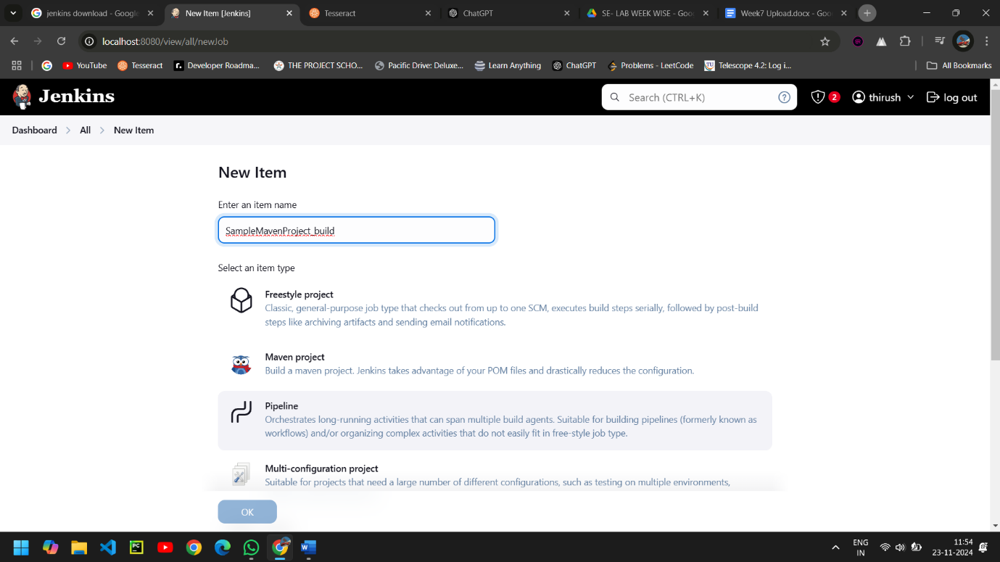 jenkins download - Google
New Item [Jenkins]
Tesseract
ChatGPT
SE- LAB WEEK WISE - Goo
Week7 Upload.docx - Goo
localhost:8080/view/all/newJob
YouTube
Tesseract
Developer Roadma...
THE PROJECT SCHO...
Pacific Drive: Deluxe...
Learn Anything
ChatGPT
Problems - LeetCode
Telescope 4.2: Log i...
All Bookmarks
Jenkins
Search (CTRL+K)
2
thirush
log out
Dashboard
All
New Item
New Item
Enter an item name
SampleMavenProject_build
Select an item type
Freestyle project
Classic, general-purpose job type that checks out from up to one SCM, executes build steps serially, followed by post-build
steps like archiving artifacts and sending email notifications.
Maven project
Build a maven project. Jenkins takes advantage of your POM files and drastically reduces the configuration.
Pipeline
Orchestrates long-running activities that can span multiple build agents. Suitable for building pipelines (formerly known as
workflows) and/or organizing complex activities that do not easily fit in free-style job type.
Multi-configuration project
Suitable for projects that need a large number of different configurations, such as testing on multiple environments,
OK
ENG
IN
11:54
23-11-2024